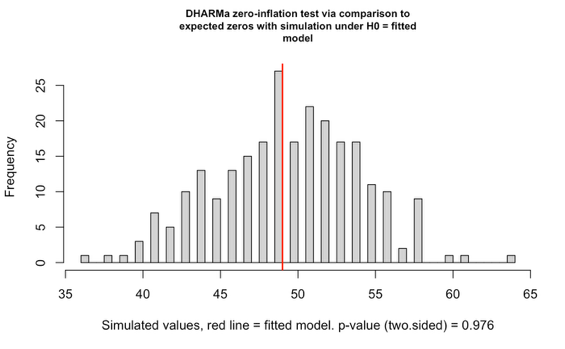 DHARMa zero-inflation test via comparison to
expected zeros with simulation under H0 = fitted
model
Frequency
25
20
15
10
5
0
35 40 45 50 55 60 65
Simulated values, red line = fitted model. p-value (two.sided) = 0.976